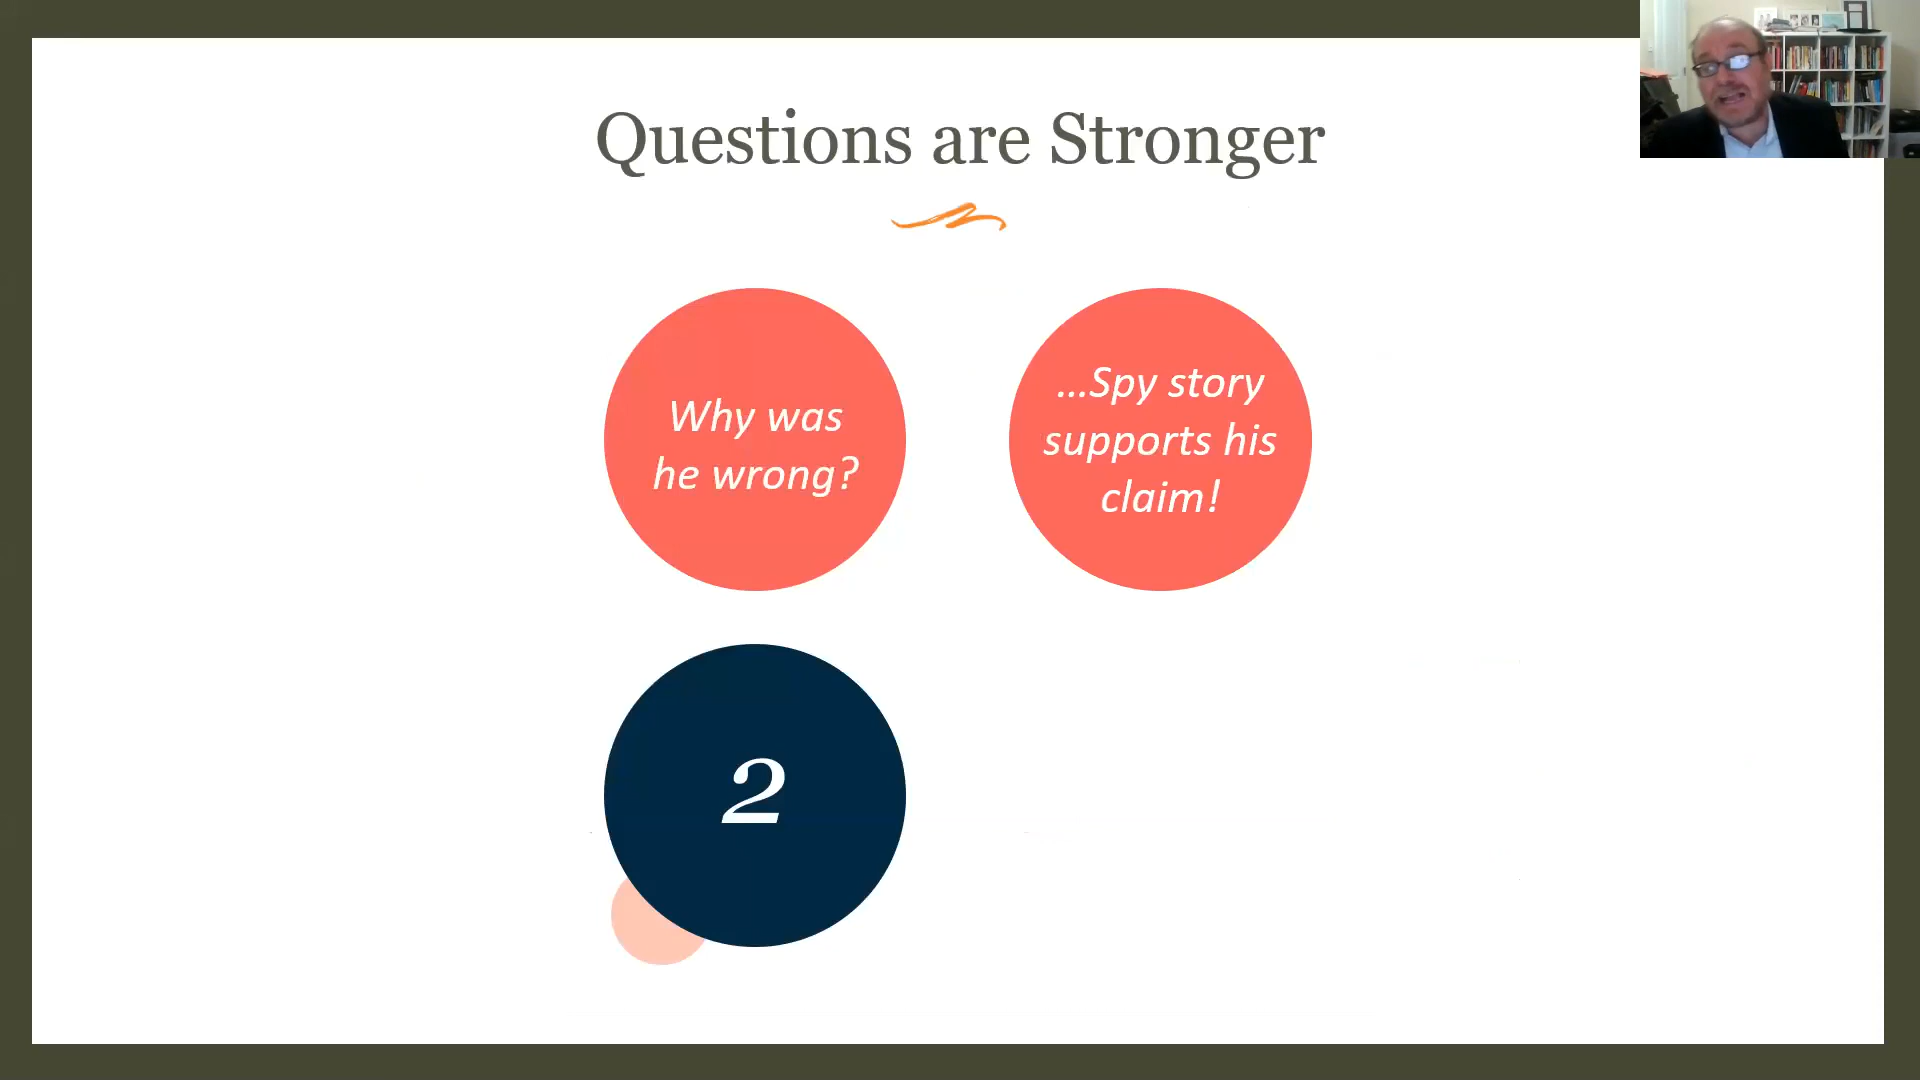 Questions are Stronger
Why was
he wrong?
...Spy story
supports his
claim!
2